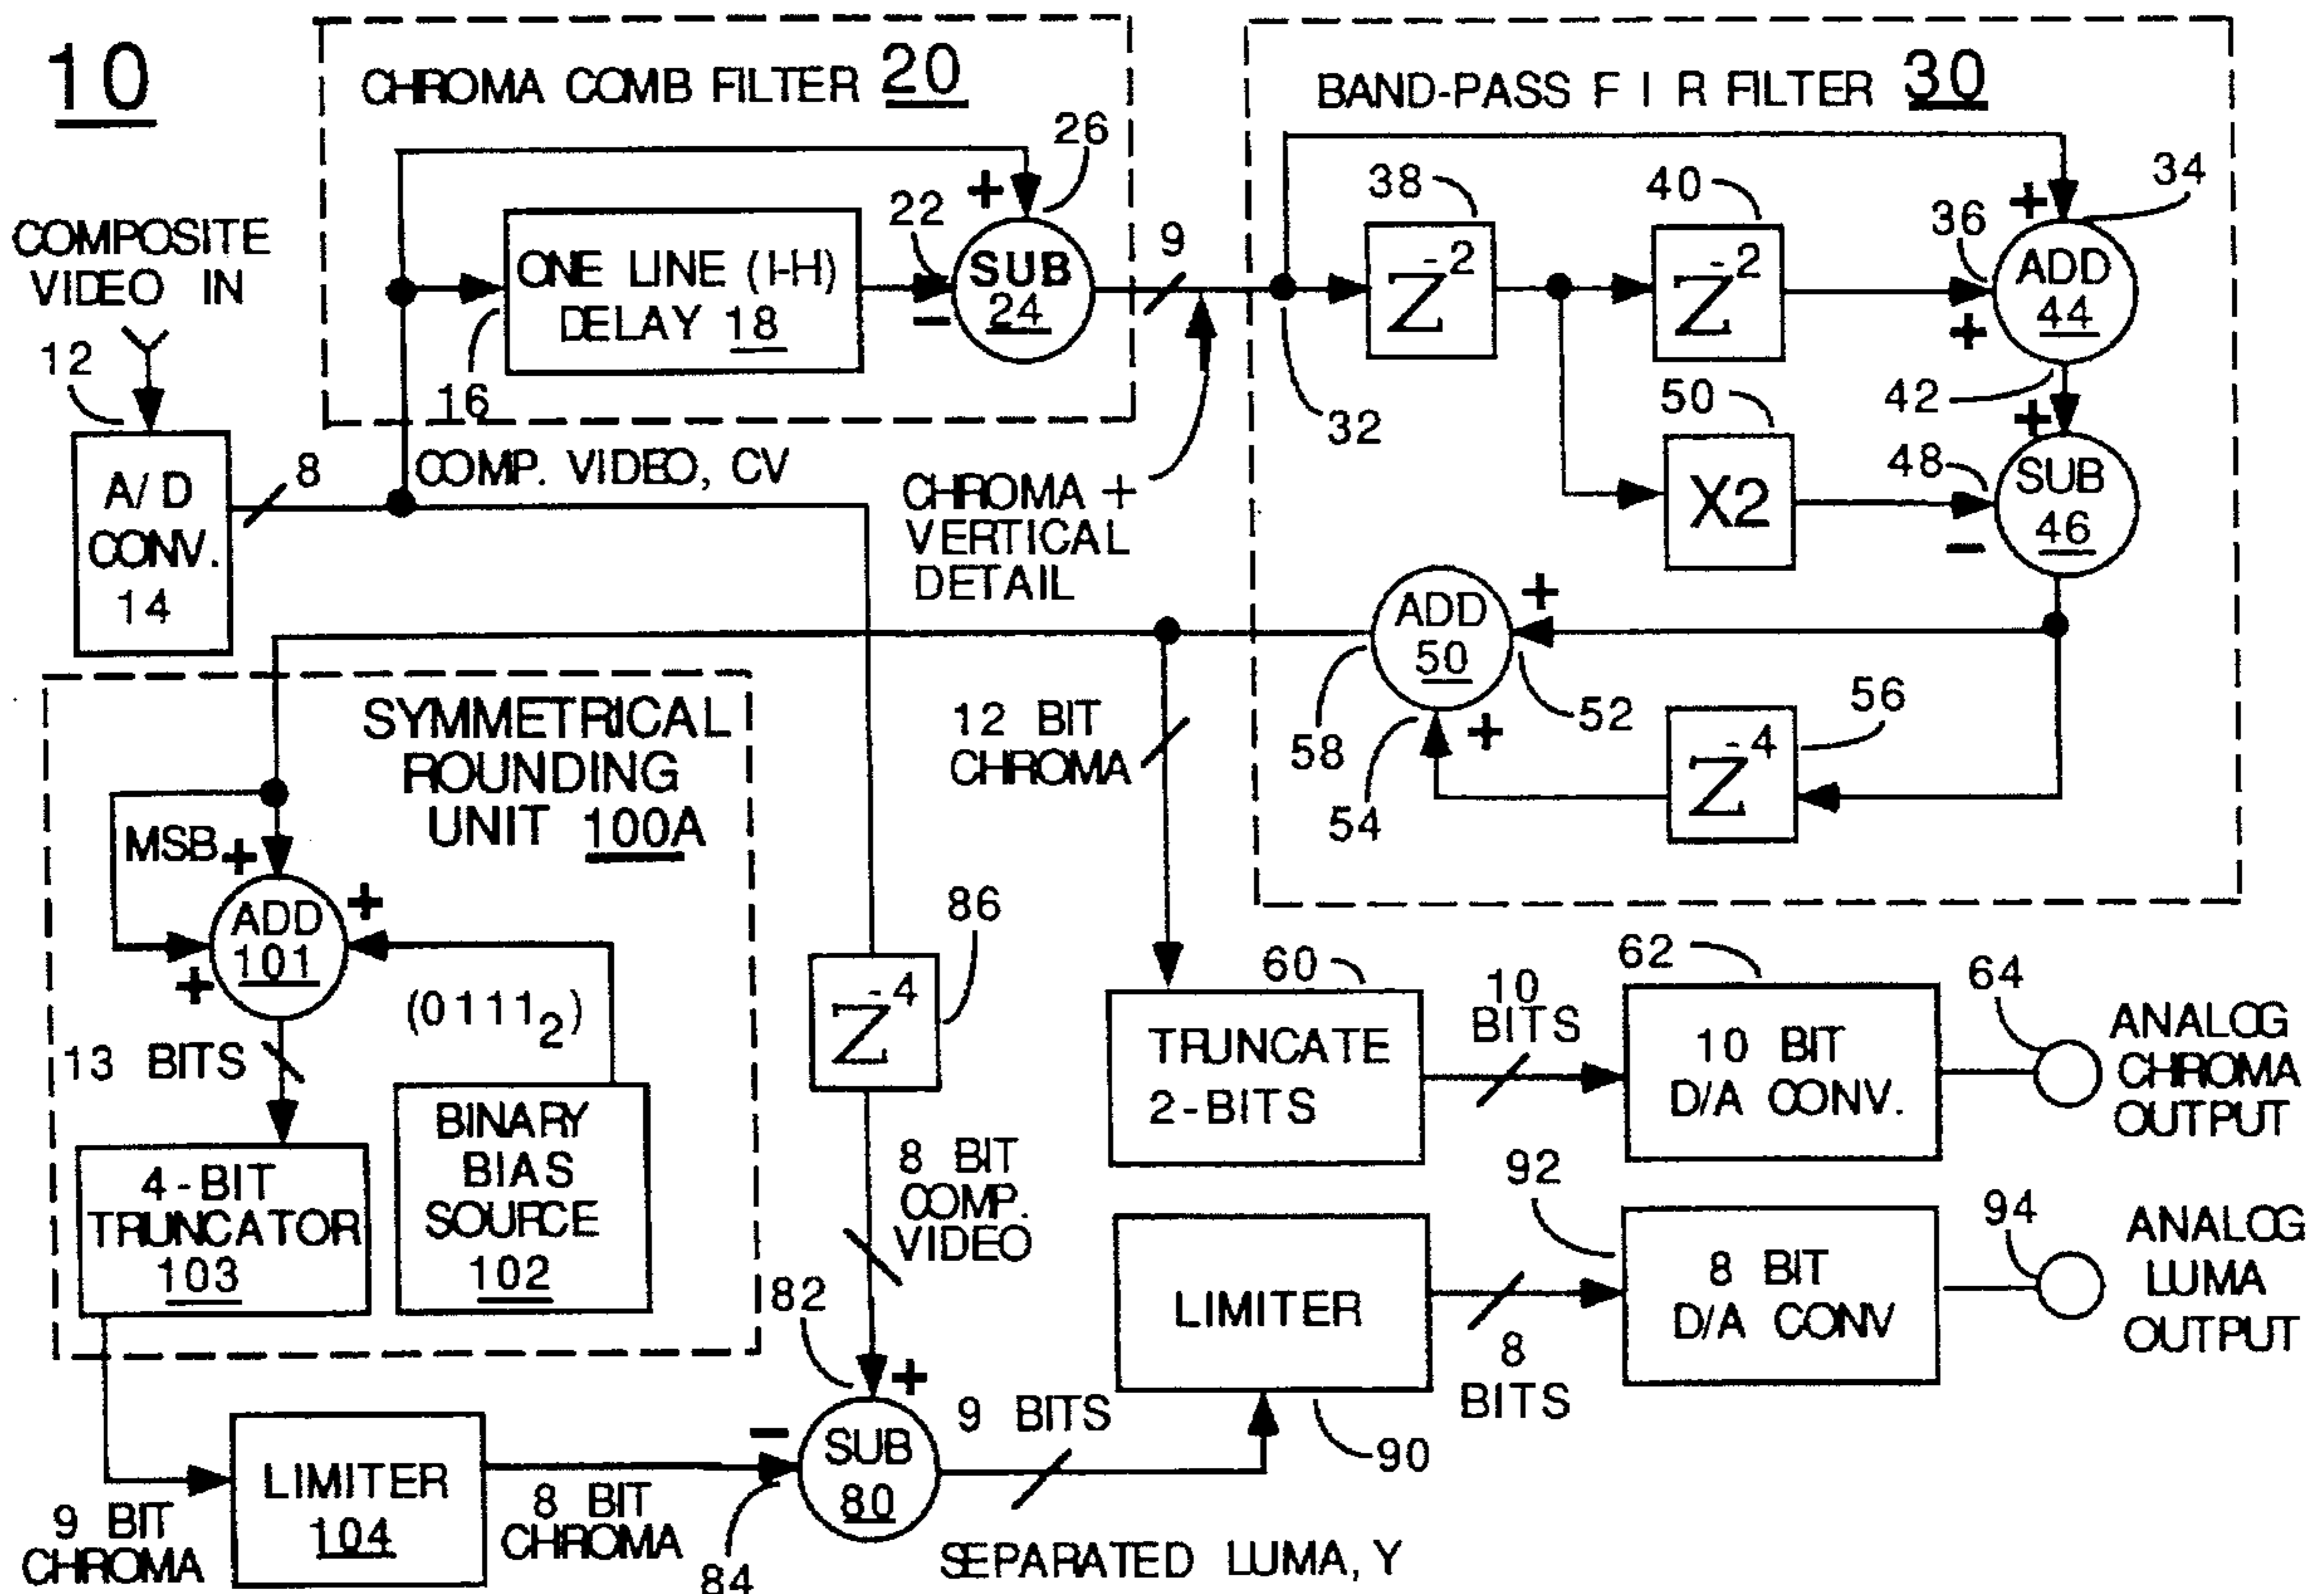 10
CHROMA COMB FILTER 20
BAND-PASS F I R FILTER 30
26
38
40
34
COMPOSITE
VIDEO IN
12
+
22
ONE LINE (I-H)
DELAY 18
SUB
24
−
16
9
Z-2
Z-2
36
+
ADD
44
+
42
32
50
X2
48
+
SUB
46
−
A/D
CONV.
14
8
COMP. VIDEO, CV
CHROMA +
VERTICAL
DETAIL
ADD
50
+
52
+
54
58
Z-4
56
12 BIT
CHROMA
SYMMETRICAL
ROUNDING
UNIT 100A
MSB
+
ADD
101
+
+
(01112)
13 BITS
4-BIT
TRUNCATOR
103
BINARY
BIAS
SOURCE
102
86
Z-4
8 BIT
COMP.
VIDEO
60
TRUNCATE
2-BITS
10
BITS
62
10 BIT
D/A CONV.
64
ANALOG
CHROMA
OUTPUT
82
+
LIMITER
90
8
BITS
92
8 BIT
D/A CONV
94
ANALOG
LUMA
OUTPUT
9 BIT
CHROMA
LIMITER
104
8 BIT
CHROMA
−
84
SUB
80
9 BITS
SEPARATED LUMA, Y